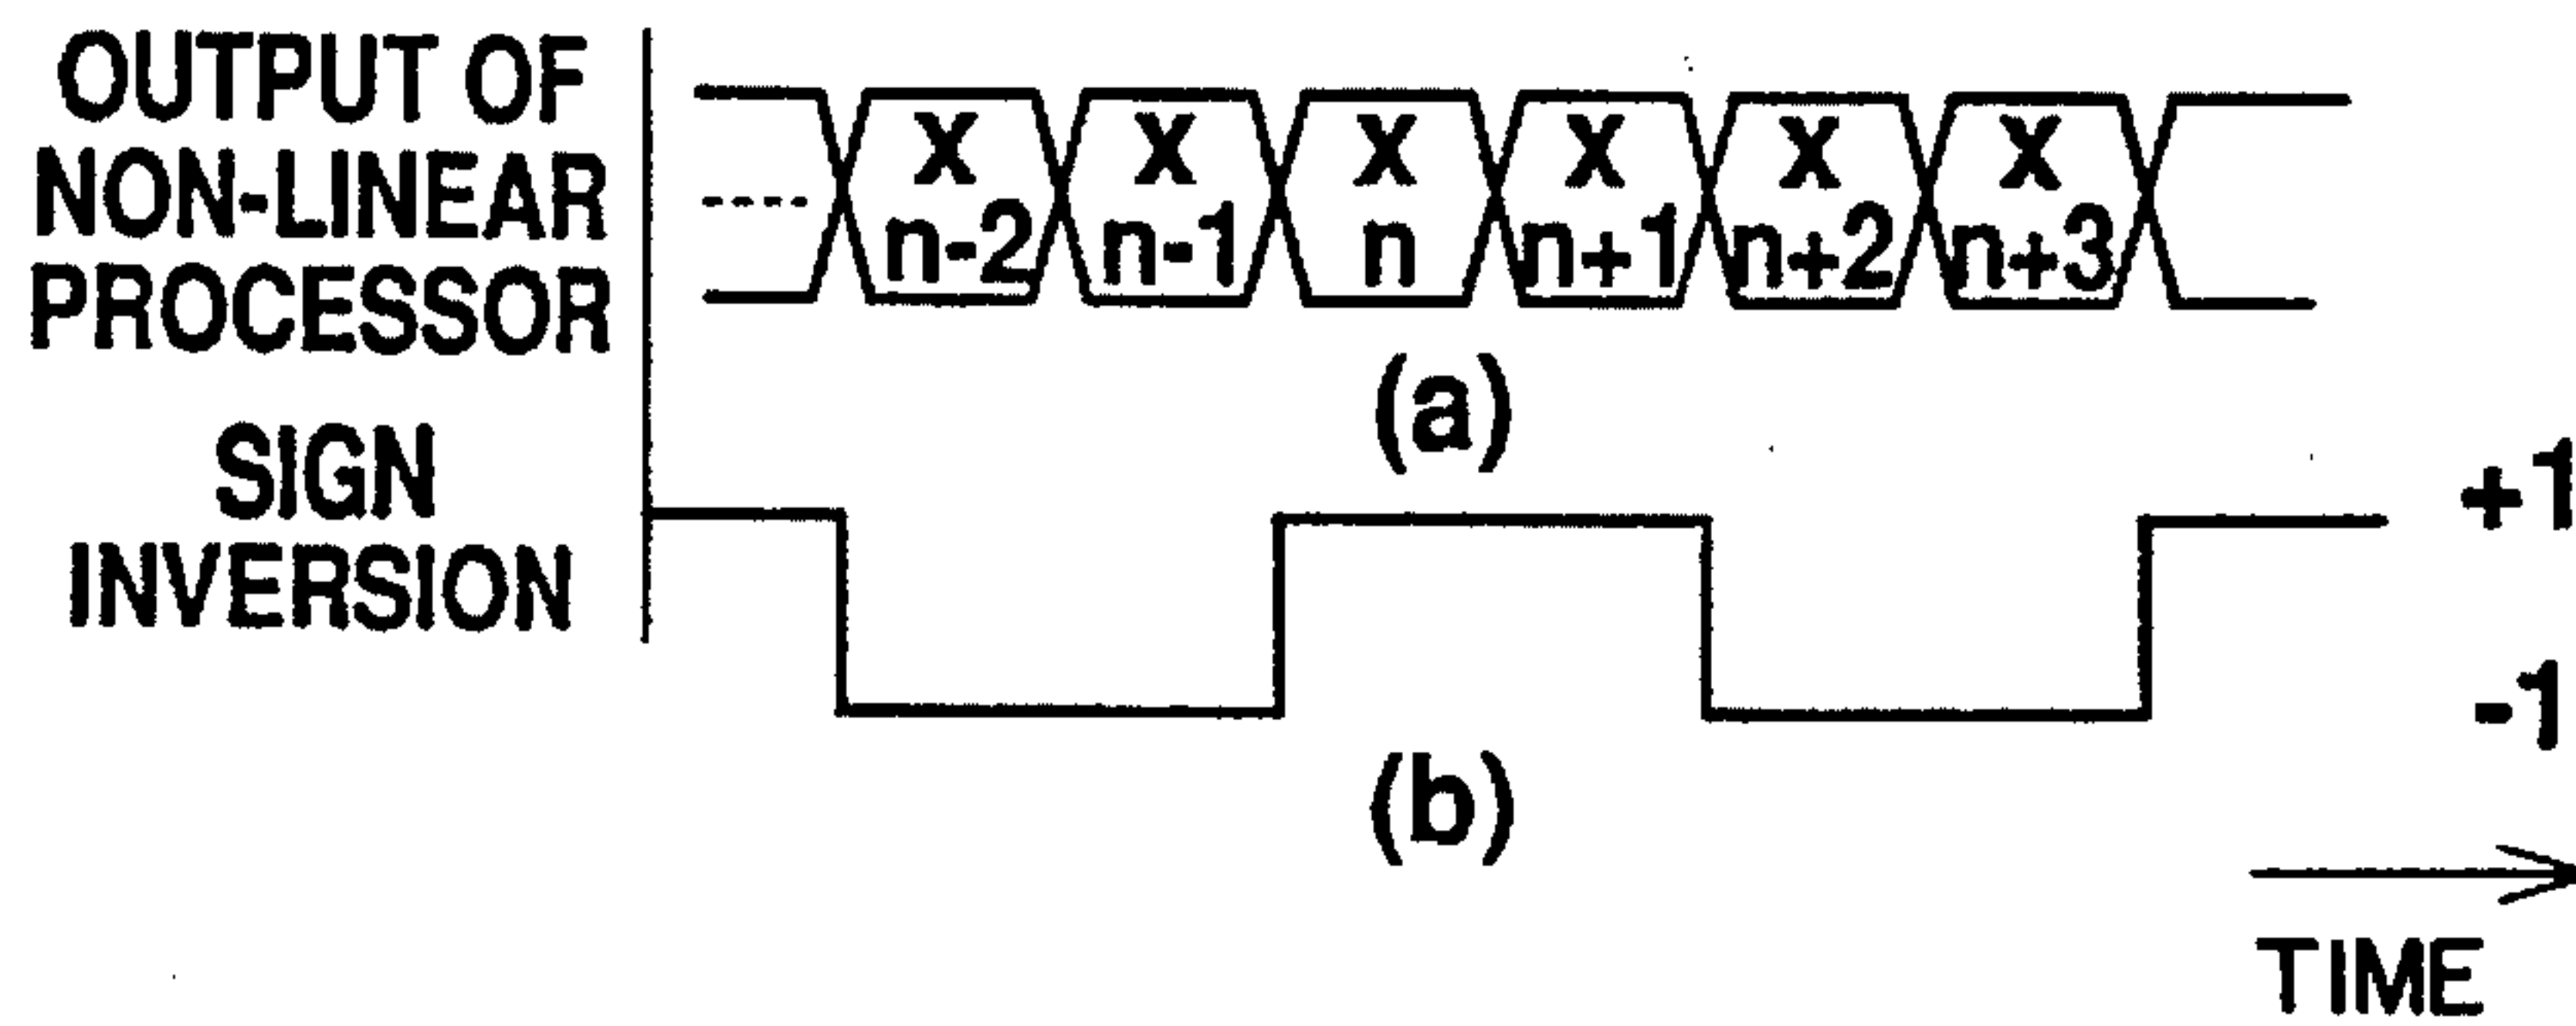 OUTPUT OF
NON-LINEAR
PROCESSOR
X X X X X X
n-2 n-1 n n+1 n+2 n+3
(a)
SIGN
INVERSION
+1
-1
(b)
TIME